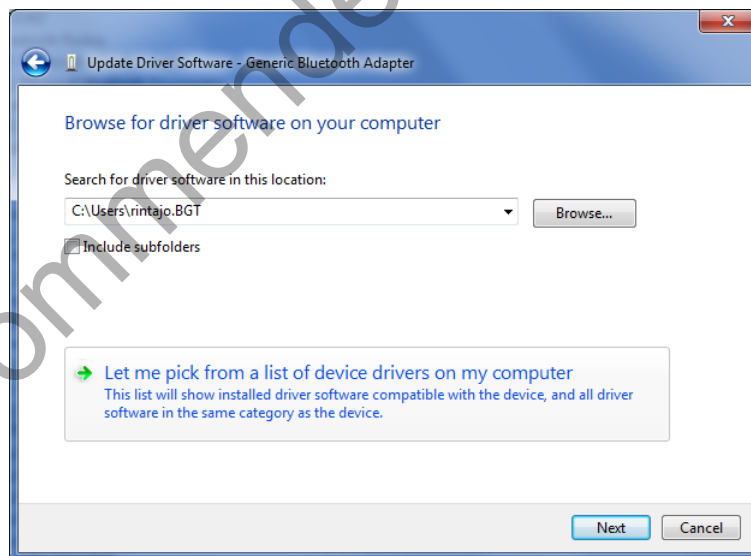 Update Driver Software - Generic Bluetooth Adapter
Browse for driver software on your computer
Search for driver software in this location:
C:\Users\rintajo.BGT
Browse...
Include subfolders
Let me pick from a list of device drivers on my computer
This list will show installed driver software compatible with the device, and all driver
software in the same category as the device.
Next
Cancel